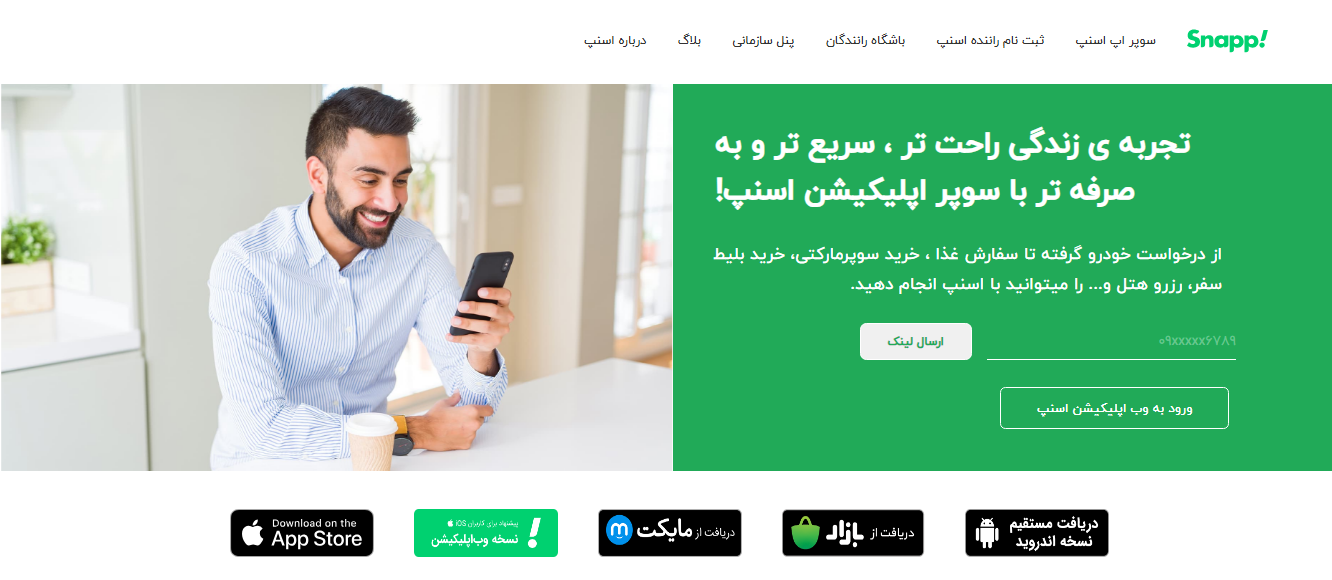 Snapp!
سوپر اپ اسنپ
ثبت نام راننده اسنپ
باشگاه رانندگان
پنل سازمانی
بلاگ
درباره اسنپ
تجربه ی زندگی راحت تر ، سریع تر و به
صرفه تر با سوپر اپلیکیشن اسنپ!
از درخواست خودرو گرفته تا سفارش غذا ، خرید سوپرمارکتی، خرید بلیط
سفر، رزرو هتل و... را میتوانید با اسنپ انجام دهید.
۰۹xxxxx۶۷۸۹
ارسال لینک
ورود به وب اپلیکیشن اسنپ
دریافت مستقیم
نسخه اندروید
دریافت از بازار
دریافت از مایکت
پیشنهاد برای کاربران iOS
نسخه وب‌اپلیکیشن
Download on the
App Store